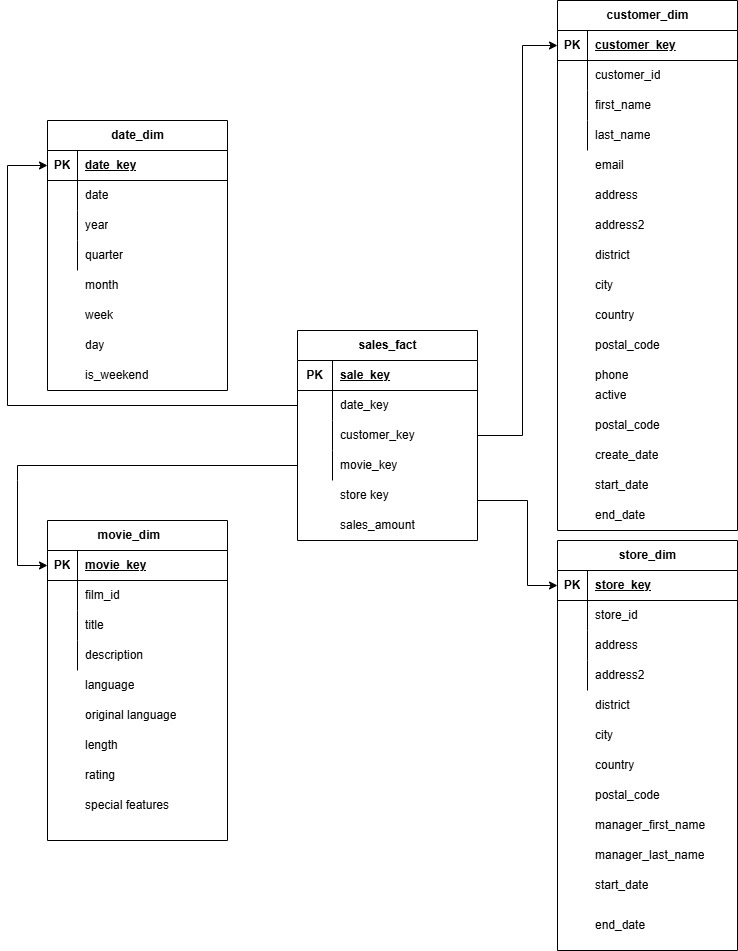 customer_dim
PK customer_key
customer_id
first_name
last_name
email
address
address2
district
city
country
postal_code
phone
active
postal_code
create_date
start_date
end_date
date_dim
PK date_key
date
year
quarter
month
week
day
is_weekend
sales_fact
PK sale_key
date_key
customer_key
movie_key
store key
sales_amount
movie_dim
PK movie_key
film_id
title
description
language
original language
length
rating
special features
store_dim
PK store_key
store_id
address
address2
district
city
country
postal_code
manager_first_name
manager_last_name
start_date
end_date